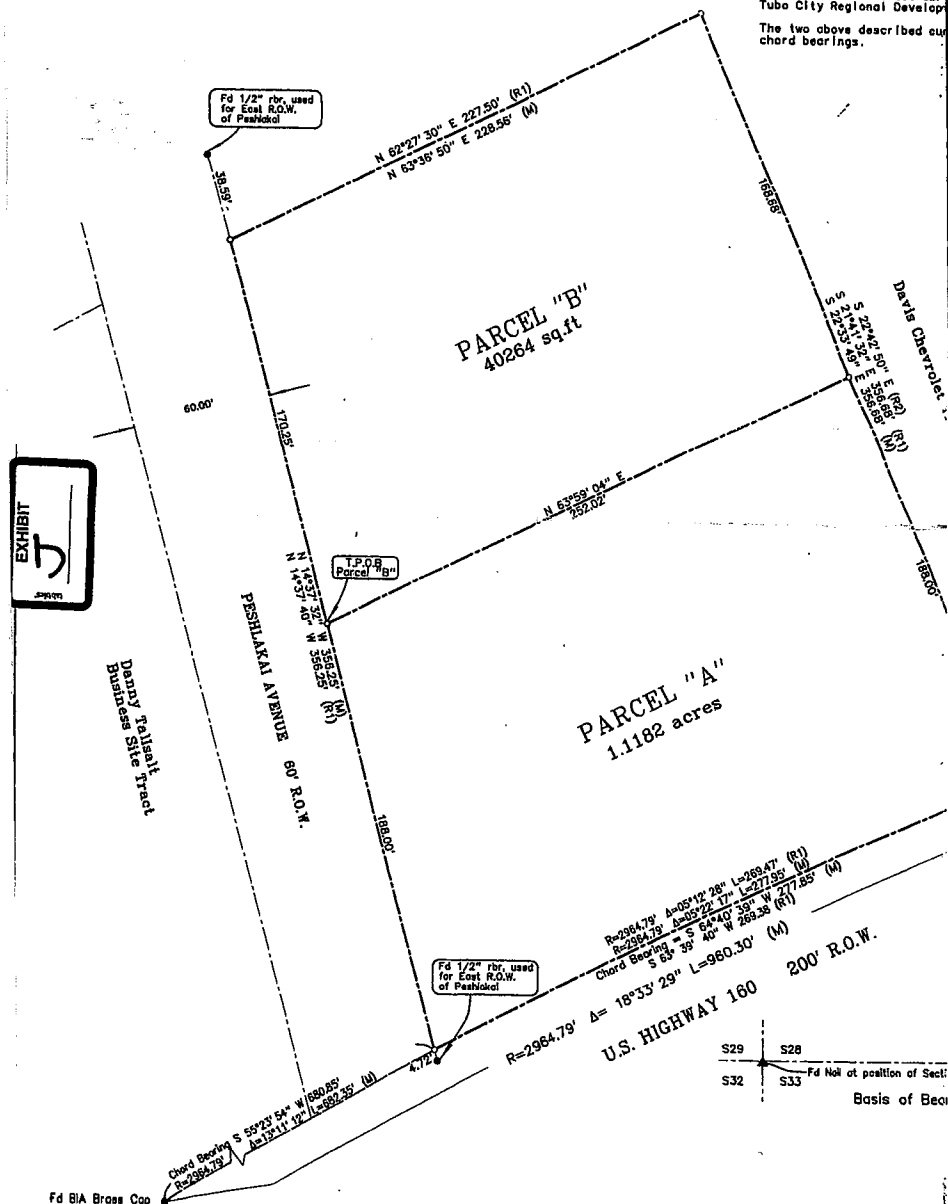 Tuba City Regional Develop
The two above described cu
chord bearings.
Fd 1/2" rbr, used
for East R.O.W.
of Peshlakai
38.59'
N 62°27' 30" E 227.50' (R1)
N 63°36' 50" E 228.56' (M)
168.68'
PARCEL "B"
40264 sq.ft
Davis Chevrolet
S 22°42' 50" E (R2)
S 21°41' 32" E 356.68' (R1)
S 22°33' 49" E 356.68' (M)
60.00'
170.25'
N 63°59' 04" E
252.02'
EXHIBIT
J
tabbies'
T.P.O.B
Parcel "B"
N 14°37' 32" W 356.25' (M)
N 14°37' 40" W 356.25' (R1)
188.00'
PESHLAKAI AVENUE 60' R.O.W.
Danny Tallsalt
Business Site Tract
PARCEL "A"
1.1182 acres
188.00'
R=2964.79' Δ=05°12' 28" L=269.47' (R1)
R=2964.79' Δ=05°22' 17" L=277.95' (M)
Chord Bearing = S 64°40' 39" W 277.85' (M)
S 63° 39' 40" W 269.38 (R1)
Fd 1/2" rbr, used
for East R.O.W.
of Peshlakai
4.72'
R=2964.79' Δ= 18°33' 29" L=960.30' (M)
U.S. HIGHWAY 160 200' R.O.W.
S29 S28
S32 S33
Fd Nail at position of Secti
Basis of Bea
Chord Bearing S 55°23' 54" W 680.85'
R=2964.79' Δ=13°11' 12" L=682.35' (M)
Fd BIA Brass Cap